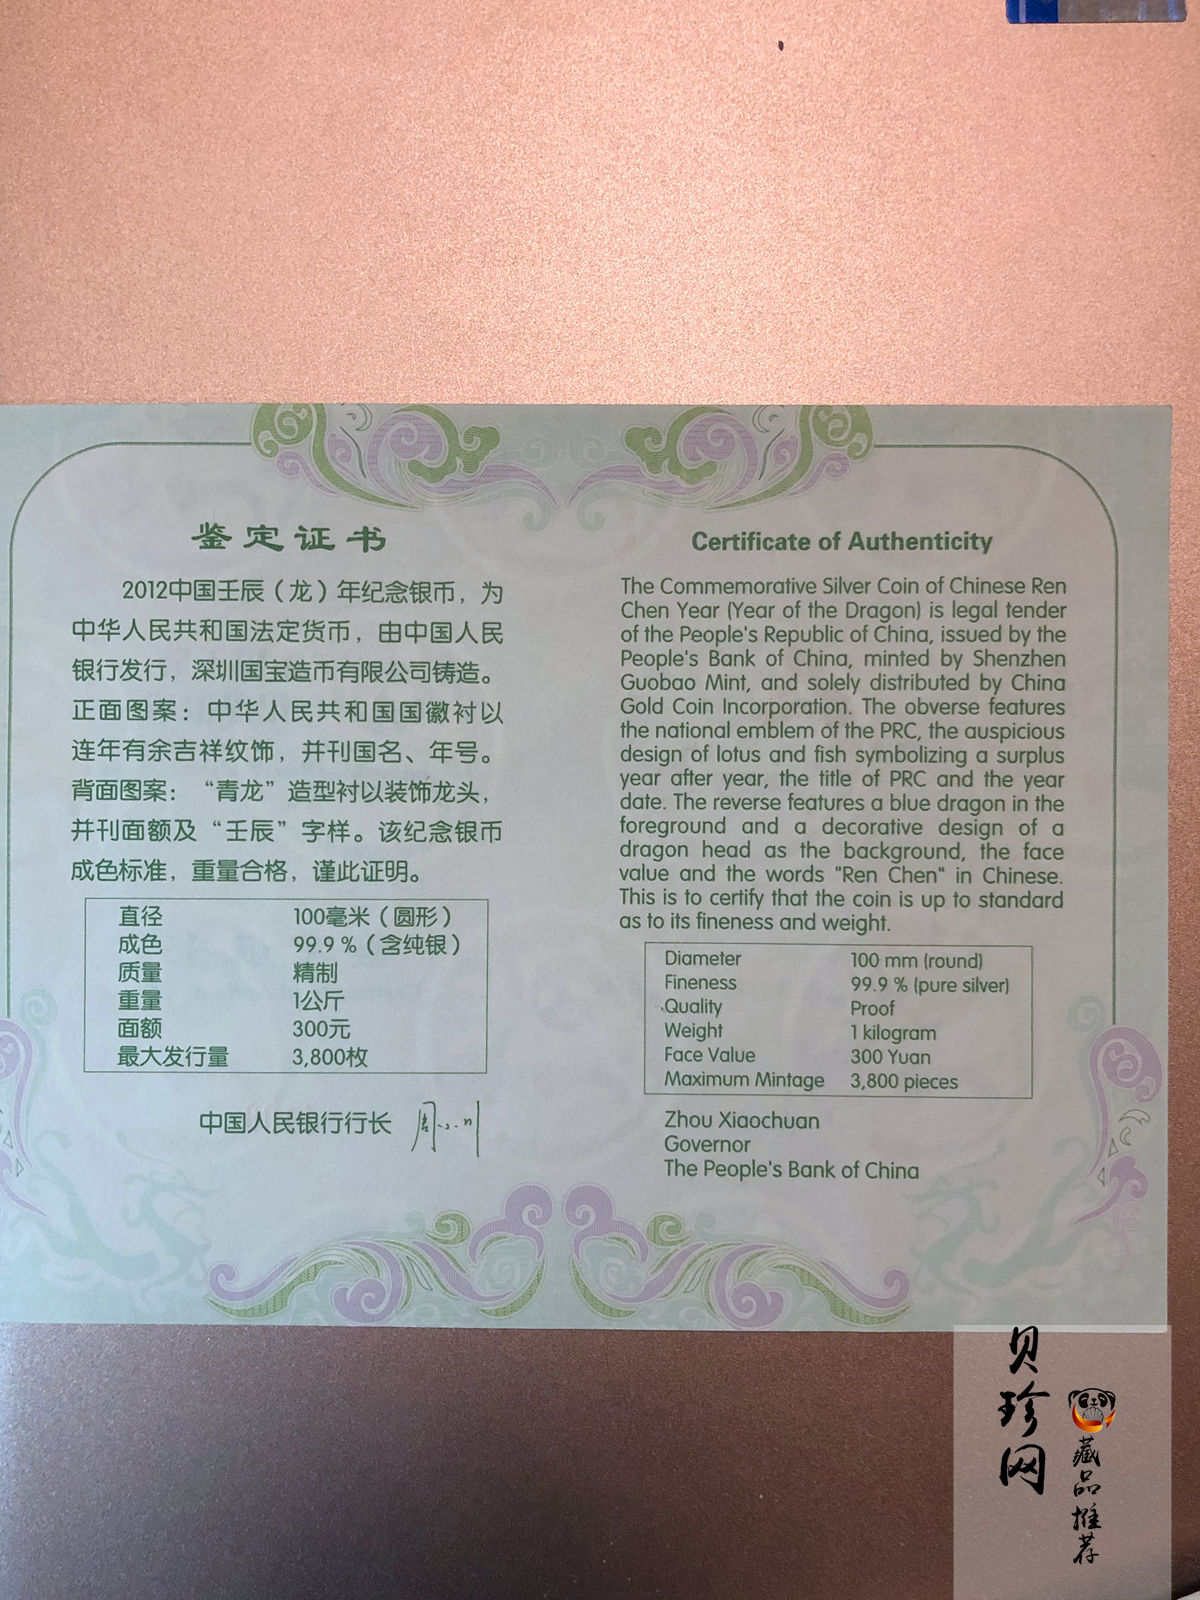 鉴定证书
2012中国壬辰（龙）年纪念银币，为
中华人民共和国法定货币，由中国人民
银行发行，深圳国宝造币有限公司铸造。
正面图案：中华人民共和国国徽衬以
连年有余吉祥纹饰，并刊国名、年号。
背面图案：“青龙”造型衬以装饰龙头，
并刊面额及“壬辰”字样。该纪念银币
成色标准，重量合格，谨此证明。
直径 100毫米（圆形）
成色 99.9％（含纯银）
质量 精制
重量 1公斤
面额 300元
最大发行量 3,800枚
中国人民银行行长 周小川
Certificate of Authenticity
The Commemorative Silver Coin of Chinese Ren
Chen Year (Year of the Dragon) is legal tender
of the People's Republic of China, issued by the
People's Bank of China, minted by Shenzhen
Guobao Mint, and solely distributed by China
Gold Coin Incorporation. The obverse features
the national emblem of the PRC, the auspicious
design of lotus and fish symbolizing a surplus
year after year, the title of PRC and the year
date. The reverse features a blue dragon in the
foreground and a decorative design of a
dragon head as the background, the face
value and the words "Ren Chen" in Chinese.
This is to certify that the coin is up to standard
as to its fineness and weight.
Diameter 100 mm (round)
Fineness 99.9 % (pure silver)
Quality Proof
Weight 1 kilogram
Face Value 300 Yuan
Maximum Mintage 3,800 pieces
Zhou Xiaochuan
Governor
The People's Bank of China
贝珍网
藏品推荐